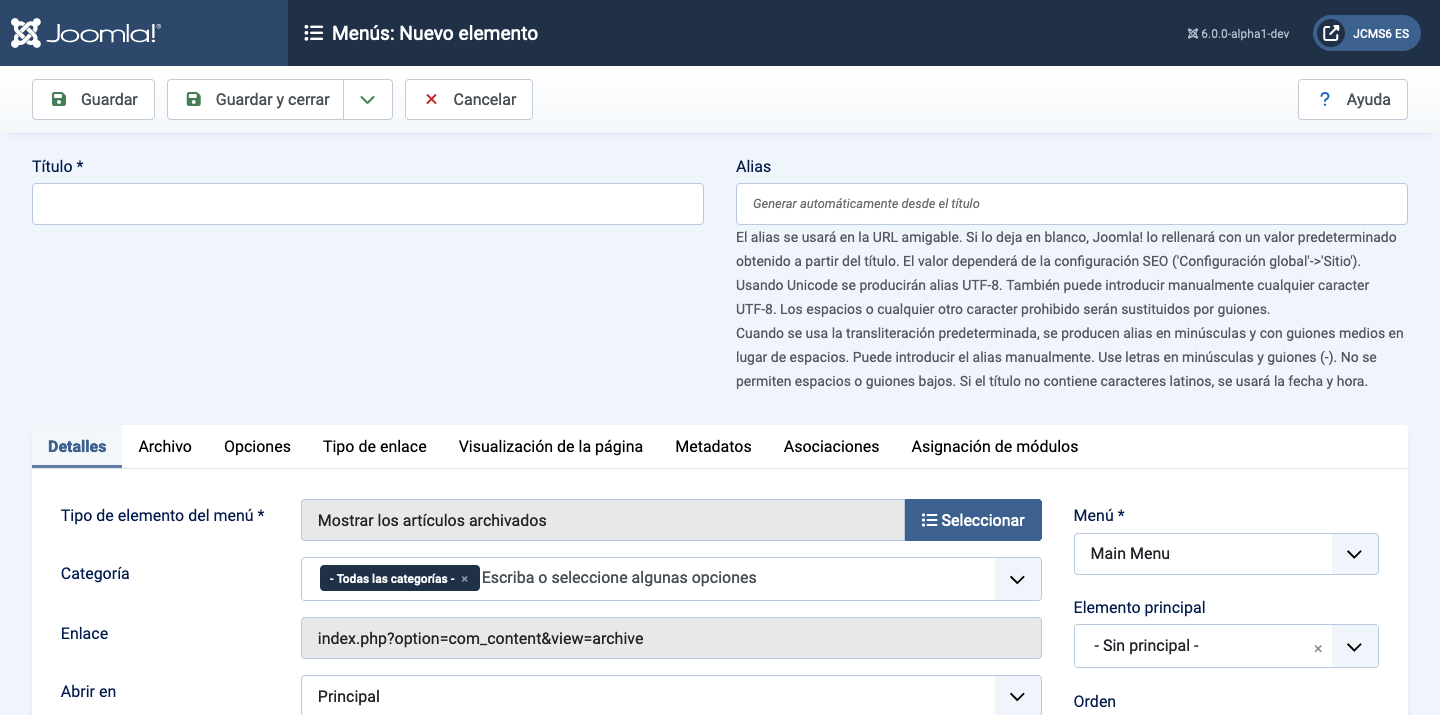 Joomla!®
Menús: Nuevo elemento
6.0.0-alpha1-dev
JCMS6 ES
Guardar
Guardar y cerrar
Cancelar
? Ayuda
Título *
Alias
Generar automáticamente desde el título
El alias se usará en la URL amigable. Si lo deja en blanco, Joomla! lo rellenará con un valor predeterminado
obtenido a partir del título. El valor dependerá de la configuración SEO ('Configuración global'->'Sitio').
Usando Unicode se producirán alias UTF-8. También puede introducir manualmente cualquier caracter
UTF-8. Los espacios o cualquier otro caracter prohibido serán sustituidos por guiones.
Cuando se usa la transliteración predeterminada, se producen alias en minúsculas y con guiones medios en
lugar de espacios. Puede introducir el alias manualmente. Use letras en minúsculas y guiones (-). No se
permiten espacios o guiones bajos. Si el título no contiene caracteres latinos, se usará la fecha y hora.
Detalles Archivo Opciones Tipo de enlace Visualización de la página Metadatos Asociaciones Asignación de módulos
Tipo de elemento del menú *
Mostrar los artículos archivados
Seleccionar
Categoría
- Todas las categorías - × Escriba o seleccione algunas opciones
Enlace
index.php?option=com_content&view=archive
Abrir en
Principal
Menú *
Main Menu
Elemento principal
- Sin principal - ×
Orden